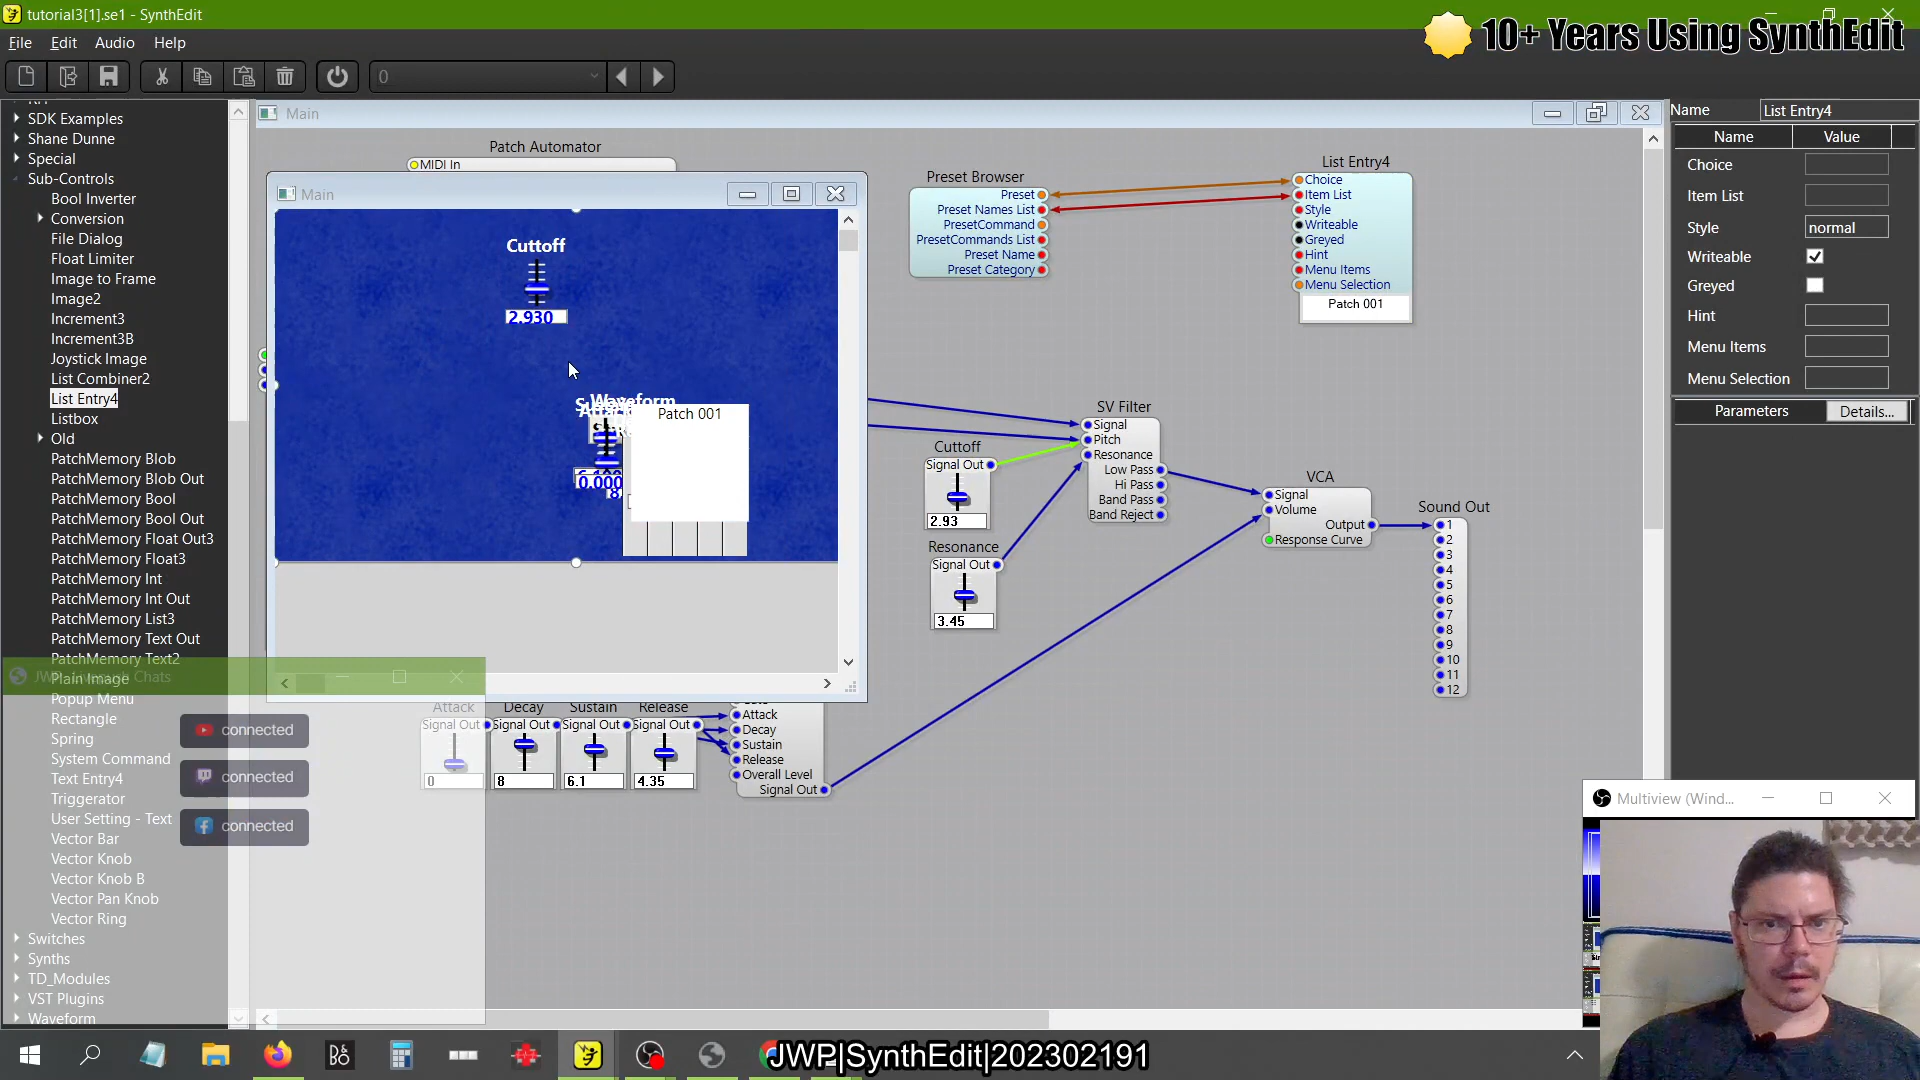 tutorial3[1].se1 - SynthEdit
10+ Years Using SynthEdit
File Edit Audio Help
0
SDK Examples
Shane Dunne
Special
Sub-Controls
Bool Inverter
Conversion
File Dialog
Float Limiter
Image to Frame
Image2
Increment3
Increment3B
Joystick Image
List Combiner2
List Entry4
Listbox
Old
PatchMemory Blob
PatchMemory Blob Out
PatchMemory Bool
PatchMemory Bool Out
PatchMemory Float Out3
PatchMemory Float3
PatchMemory Int
PatchMemory Int Out
PatchMemory List3
PatchMemory Text Out
PatchMemory Text2
Plain Image
Popup Menu
Rectangle
Spring
System Command
Text Entry4
Triggerator
User Setting - Text
Vector Bar
Vector Knob
Vector Knob B
Vector Pan Knob
Vector Ring
Switches
Synths
TD_Modules
VST Plugins
Waveform
connected
connected
connected
Main
Patch Automator
MIDI In
Main
Cuttoff
2.930
Waveform
Patch 001
0.000
Preset Browser
Preset
Preset Names List
PresetCommand
PresetCommands List
Preset Name
Preset Category
List Entry4
Choice
Item List
Style
Writeable
Greyed
Hint
Menu Items
Menu Selection
Patch 001
Cuttoff
Signal Out
2.93
Resonance
Signal Out
3.45
SV Filter
Signal
Pitch
Resonance
Low Pass
Hi Pass
Band Pass
Band Reject
VCA
Signal
Volume
Output
Response Curve
Sound Out
1
2
3
4
5
6
7
8
9
10
11
12
Attack Decay Sustain Release
Signal Out Signal Out Signal Out Signal Out
0 8 6.1 4.35
Attack
Decay
Sustain
Release
Overall Level
Signal Out
Name List Entry4
Name Value
Choice
Item List
Style normal
Writeable
Greyed
Hint
Menu Items
Menu Selection
Parameters Details...
Multiview (Wind...
JWP|SynthEdit|202302191